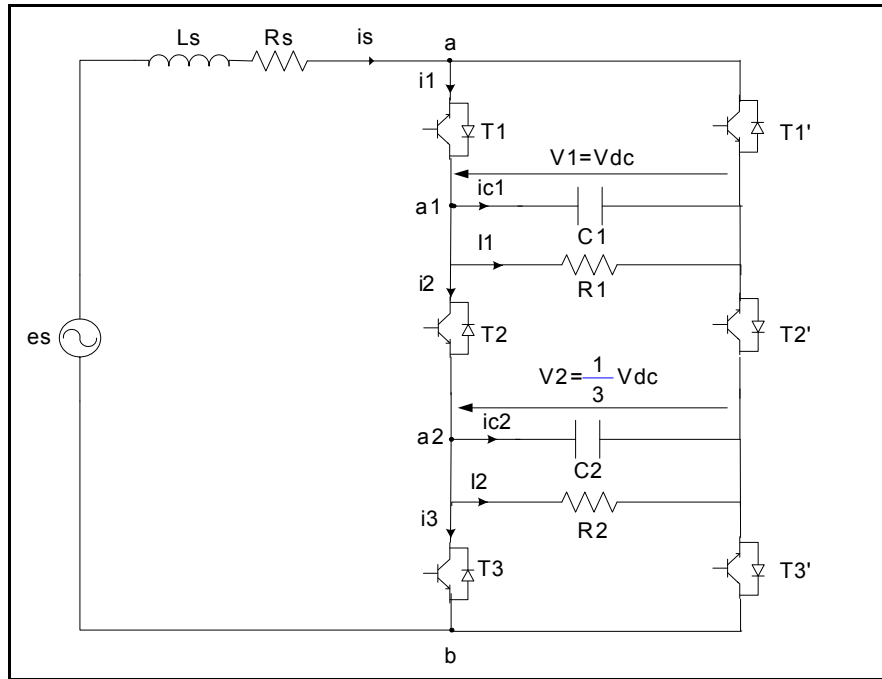 Ls
Rs
is
a
i1
T1
T1'
V1=Vdc
ic1
a1
C1
I1
R1
i2
T2
T2'
es
V2=1/3 Vdc
ic2
a2
C2
I2
R2
i3
T3
T3'
b